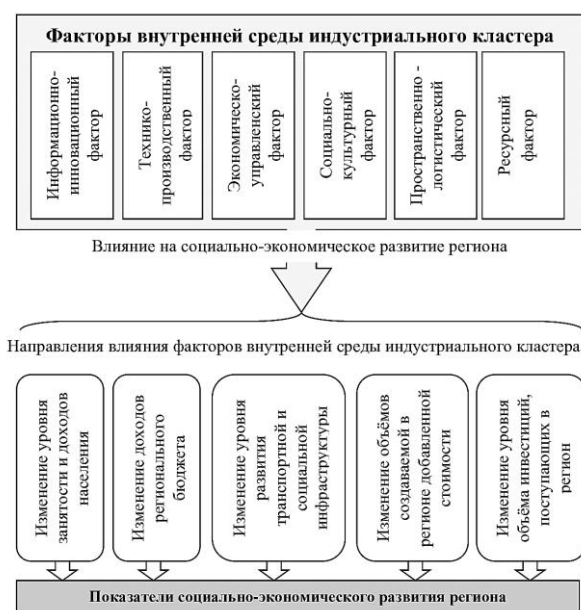 Факторы внутренней среды индустриального кластера
Информационно-
инновационный
фактор
Технико-
производственный
фактор
Экономическо-
управленский
фактор
Социально-
культурный
фактор
Пространственно -
логистический
фактор
Ресурсный
фактор
Влияние на социально-экономическое развитие региона
Направления влияния факторов внутренней среды индустриального кластера
Изменение уровня
занятости и доходов
населения
Изменение доходов
регионального
бюджета
Изменение уровня
развития
транспортной и
социальной
инфраструктуры
Изменение объёмов
создаваемой в
регионе добавленной
стоимости
Изменение уровня
объёма инвестиций,
поступающих в
регион
Показатели социально-экономического развития региона